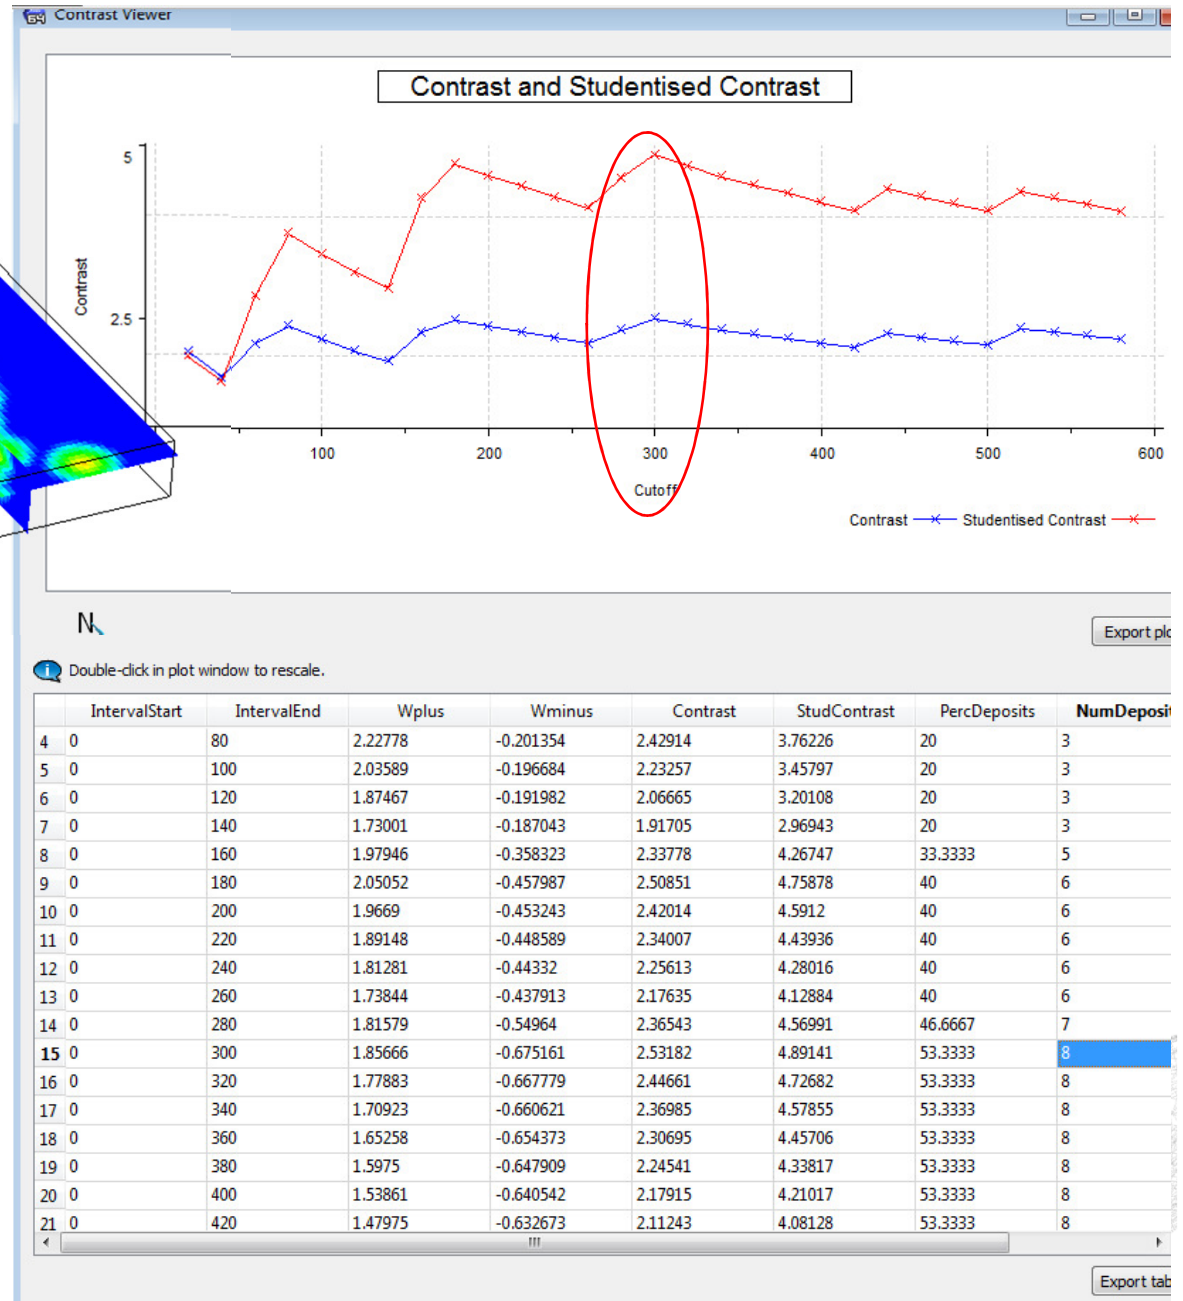 64 Contrast Viewer
Contrast and Studentised Contrast
5
2.5
Contrast
100 200 300 400 500 600
Cutoff
Contrast Studentised Contrast
N
Export plo
Double-click in plot window to rescale.
IntervalStart IntervalEnd Wplus Wminus Contrast StudContrast PercDeposits NumDeposit
4 0 80 2.22778 -0.201354 2.42914 3.76226 20 3
5 0 100 2.03589 -0.196684 2.23257 3.45797 20 3
6 0 120 1.87467 -0.191982 2.06665 3.20108 20 3
7 0 140 1.73001 -0.187043 1.91705 2.96943 20 3
8 0 160 1.97946 -0.358323 2.33778 4.26747 33.3333 5
9 0 180 2.05052 -0.457987 2.50851 4.75878 40 6
10 0 200 1.9669 -0.453243 2.42014 4.5912 40 6
11 0 220 1.89148 -0.448589 2.34007 4.43936 40 6
12 0 240 1.81281 -0.44332 2.25613 4.28016 40 6
13 0 260 1.73844 -0.437913 2.17635 4.12884 40 6
14 0 280 1.81579 -0.54964 2.36543 4.56991 46.6667 7
15 0 300 1.85666 -0.675161 2.53182 4.89141 53.3333 8
16 0 320 1.77883 -0.667779 2.44661 4.72682 53.3333 8
17 0 340 1.70923 -0.660621 2.36985 4.57855 53.3333 8
18 0 360 1.65258 -0.654373 2.30695 4.45706 53.3333 8
19 0 380 1.5975 -0.647909 2.24541 4.33817 53.3333 8
20 0 400 1.53861 -0.640542 2.17915 4.21017 53.3333 8
21 0 420 1.47975 -0.632673 2.11243 4.08128 53.3333 8
Export tab